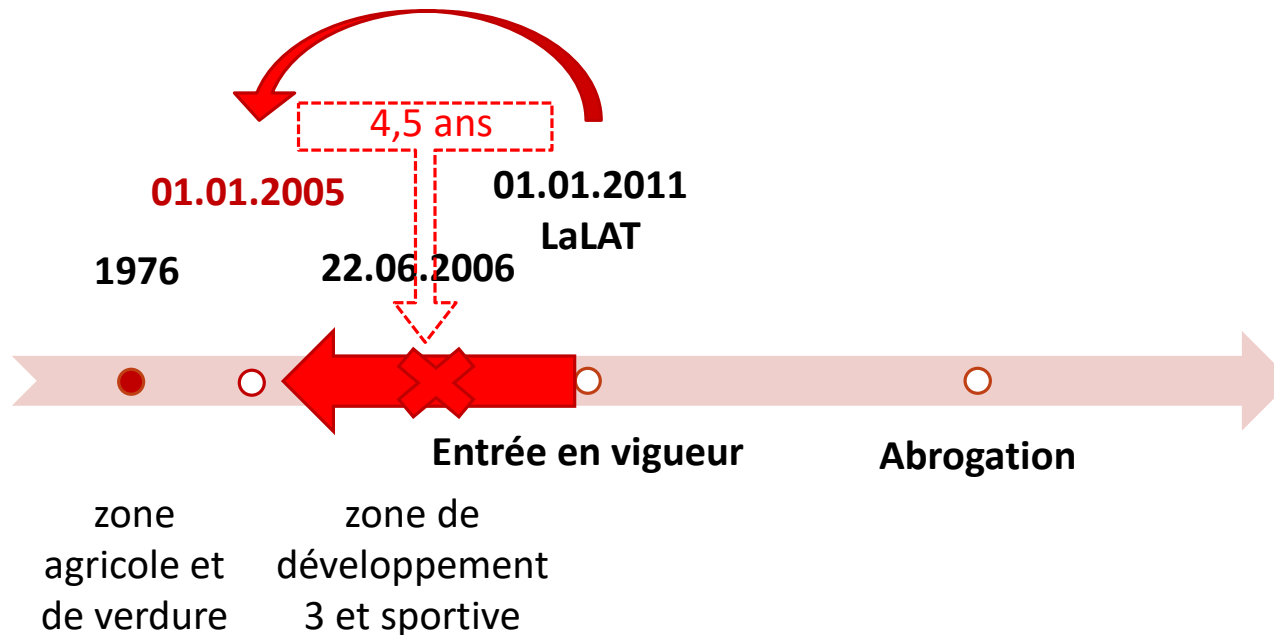 4,5 ans
01.01.2005
01.01.2011
LaLAT
1976
22.06.2006
Entrée en vigueur
Abrogation
zone
agricole et
de verdure
zone de
développement
3 et sportive